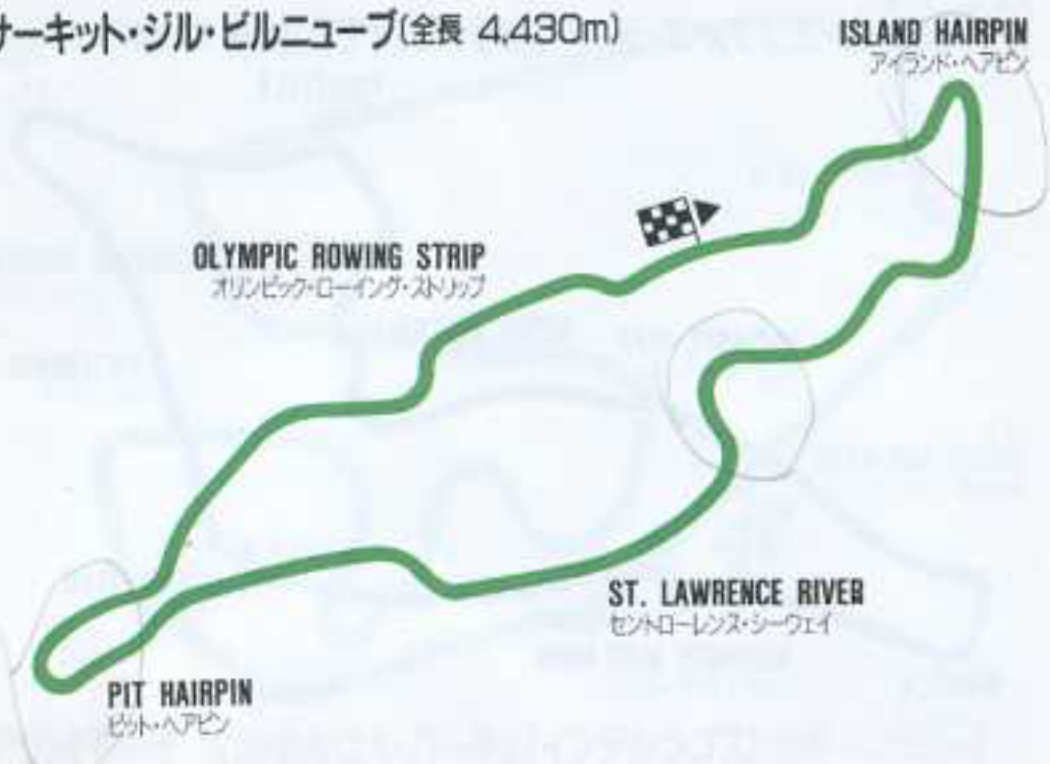 サーキット・ジル・ビルニューブ(全長 4,430m)
ISLAND HAIRPIN
アイランド・ヘアピン
OLYMPIC ROWING STRIP
オリンピック・ローイング・ストリップ
ST. LAWRENCE RIVER
セントローレンス・シーウェイ
PIT HAIRPIN
ピット・ヘアピン